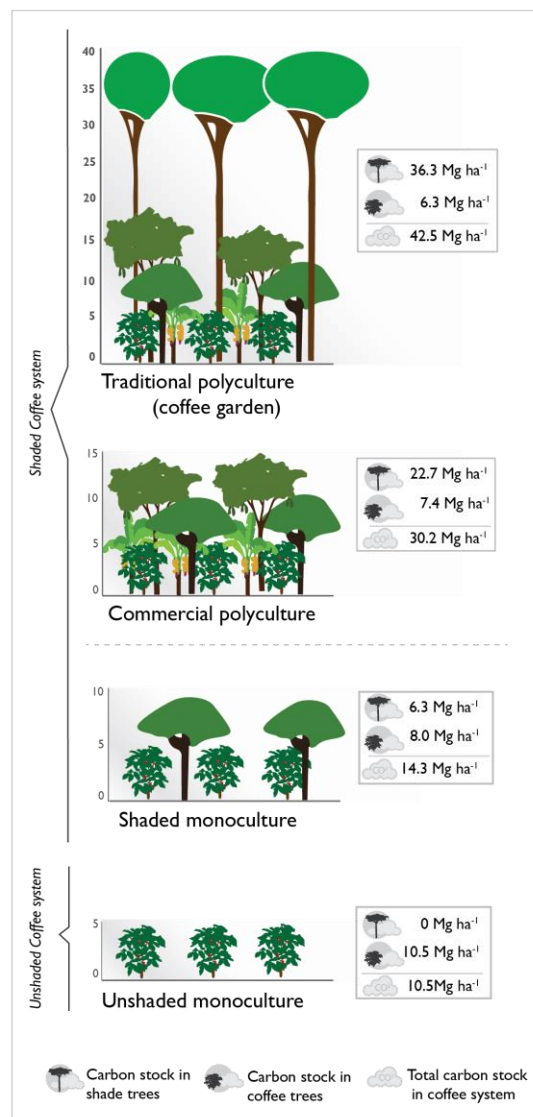 Shaded Coffee system
40
35
30
25
20
15
10
5
0
36.3 Mg ha⁻¹
6.3 Mg ha⁻¹
CO²
42.5 Mg ha⁻¹
Traditional polyculture
(coffee garden)
15
10
5
0
22.7 Mg ha⁻¹
7.4 Mg ha⁻¹
CO²
30.2 Mg ha⁻¹
Commercial polyculture
10
5
0
6.3 Mg ha⁻¹
8.0 Mg ha⁻¹
CO²
14.3 Mg ha⁻¹
Shaded monoculture
Unshaded Coffee system
5
0
0 Mg ha⁻¹
10.5 Mg ha⁻¹
CO²
10.5Mg ha⁻¹
Unshaded monoculture
Carbon stock in
shade trees
Carbon stock in
coffee trees
CO²
Total carbon stock
in coffee system